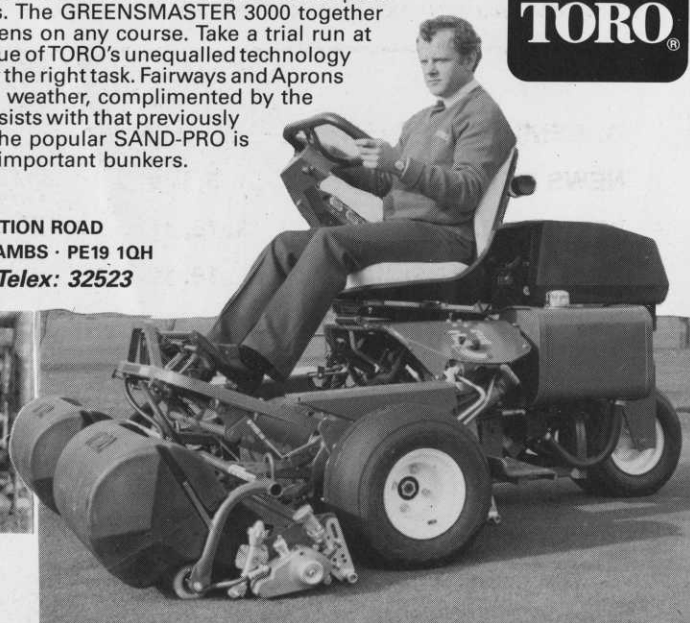 s. The GREENSMASTER 3000 together
ens on any course. Take a trial run at
ue of TORO's unequalled technology
the right task. Fairways and Aprons
weather, complimented by the
sists with that previously
he popular SAND-PRO is
important bunkers.
TION ROAD
AMBS · PE19 1QH
Telex: 32523
TORO®
TORO